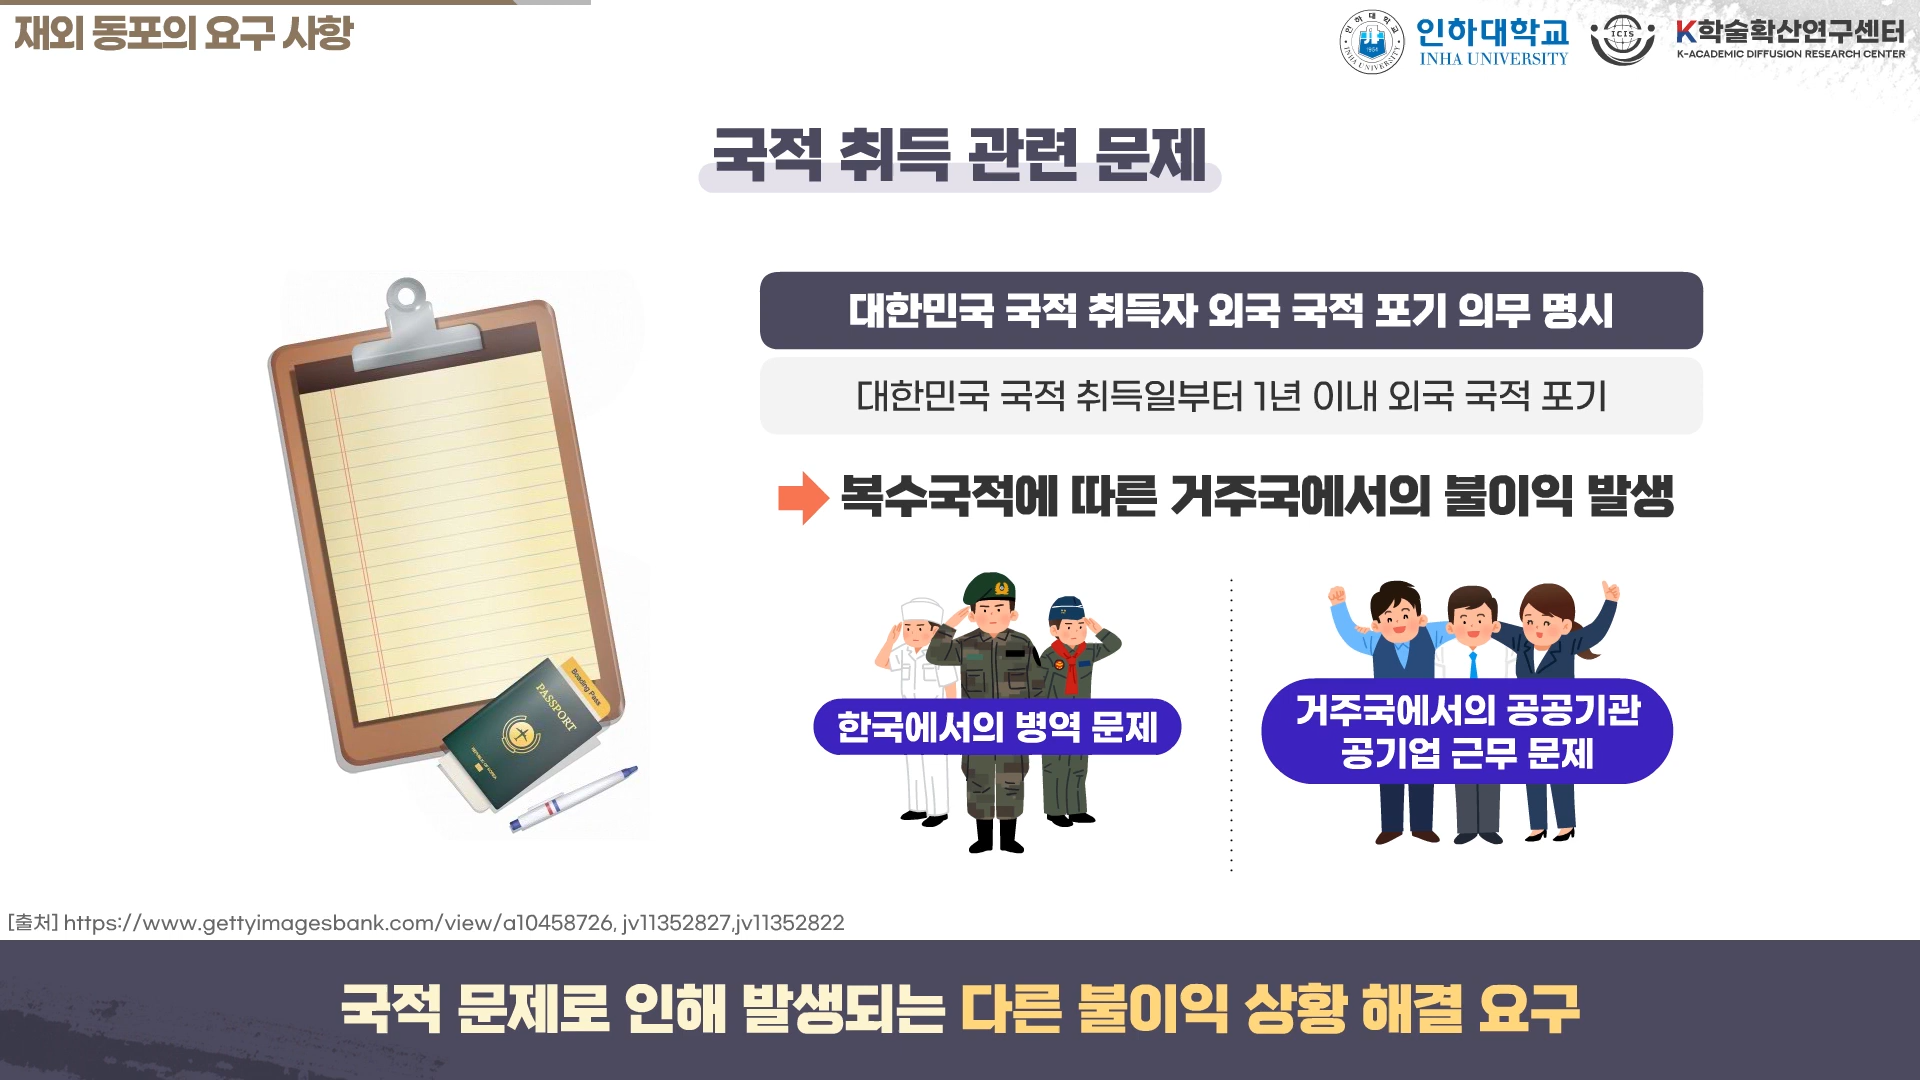 재외 동포의 요구 사항
인하대학교
INHA UNIVERSITY
1954
ICIS
K학술확산연구센터
K-ACADEMIC DIFFUSION RESEARCH CENTER
국적 취득 관련 문제
대한민국 국적 취득자 외국 국적 포기 의무 명시
대한민국 국적 취득일부터 1년 이내 외국 국적 포기
복수국적에 따른 거주국에서의 불이익 발생
Boading Pass
PASSPORT
REPUBLIC OF KOREA
한국에서의 병역 문제
거주국에서의 공공기관
공기업 근무 문제
[출처] https://www.gettyimagesbank.com/view/a10458726, jv11352827,jv11352822
국적 문제로 인해 발생되는 다른 불이익 상황 해결 요구